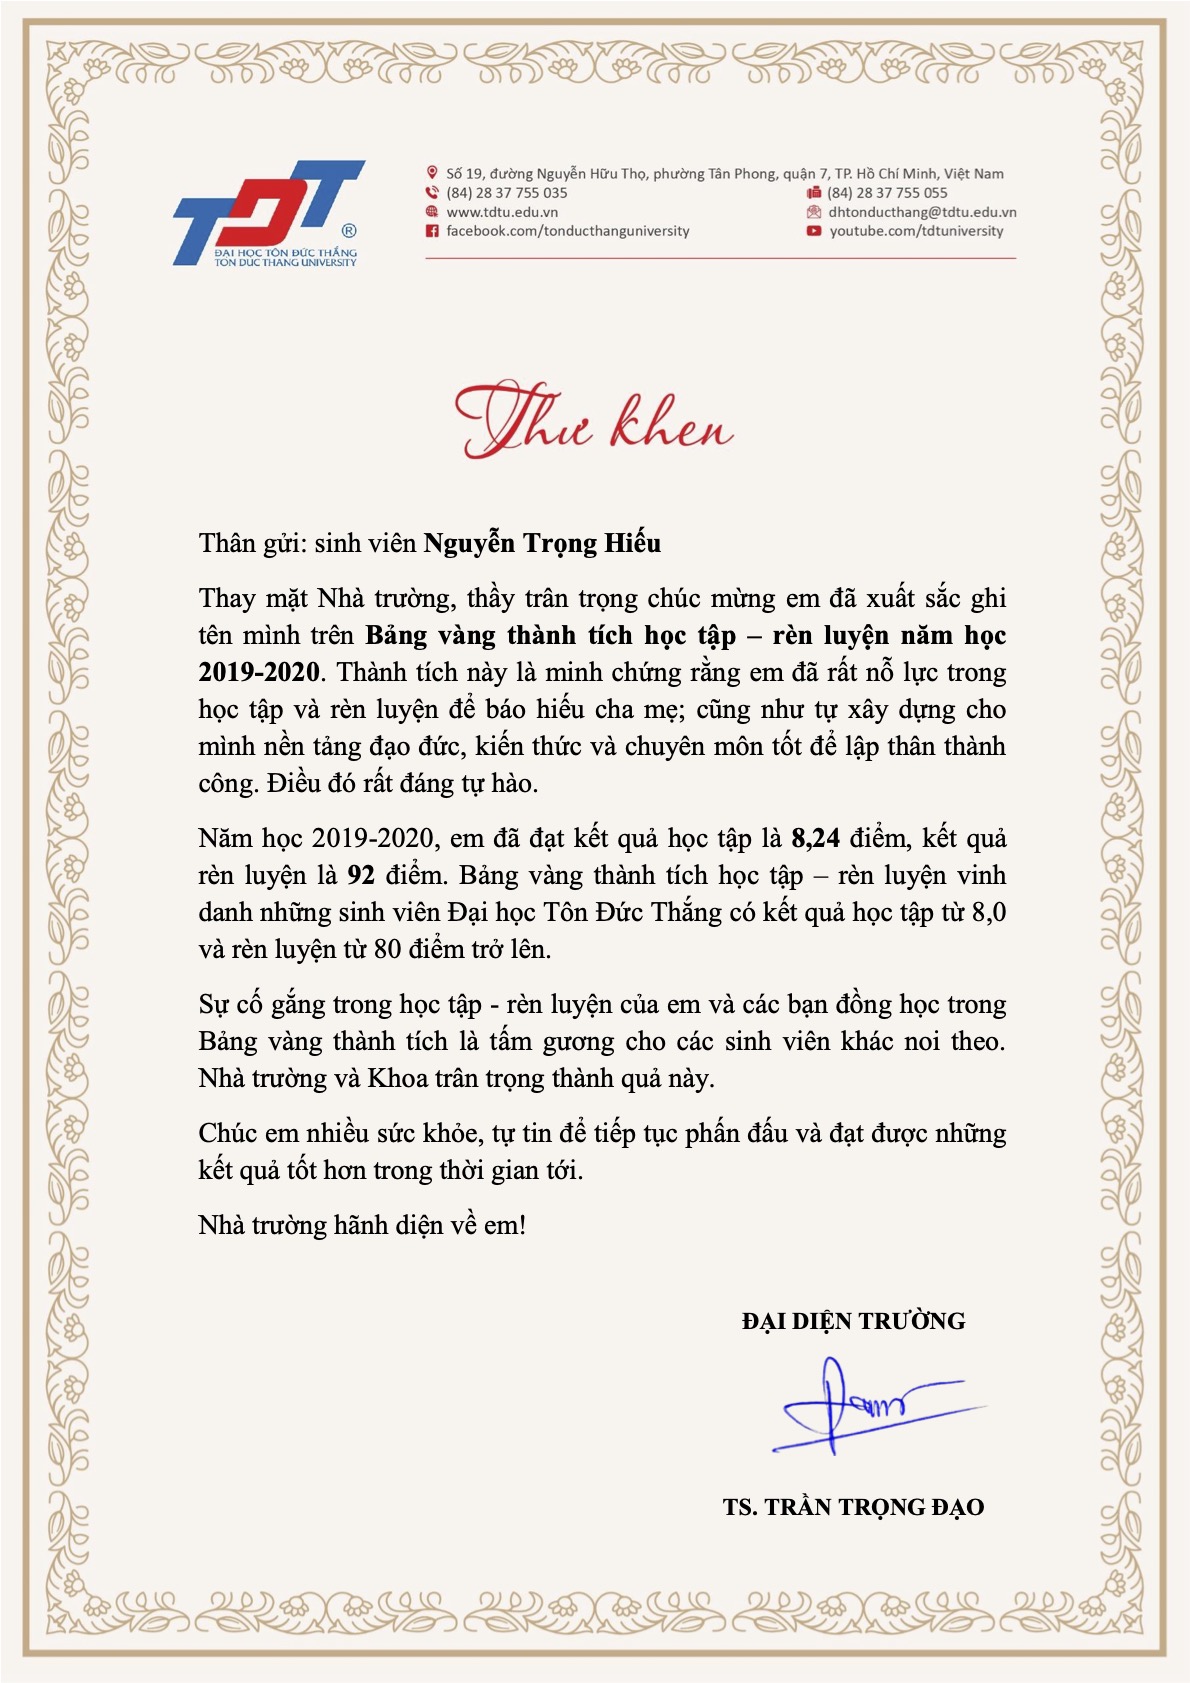 TDT ®
ĐẠI HỌC TÔN ĐỨC THẮNG
TON DUC THANG UNIVERSITY
Số 19, đường Nguyễn Hữu Thọ, phường Tân Phong, quận 7, TP. Hồ Chí Minh, Việt Nam
(84) 28 37 755 035 (84) 28 37 755 055
www.tdtu.edu.vn dhtonducthang@tdtu.edu.vn
facebook.com/tonducthanguniversity youtube.com/tdtuniversity
Thư khen
Thân gửi: sinh viên Nguyễn Trọng Hiếu
Thay mặt Nhà trường, thầy trân trọng chúc mừng em đã xuất sắc ghi
tên mình trên Bảng vàng thành tích học tập – rèn luyện năm học
2019-2020. Thành tích này là minh chứng rằng em đã rất nỗ lực trong
học tập và rèn luyện để báo hiếu cha mẹ; cũng như tự xây dựng cho
mình nền tảng đạo đức, kiến thức và chuyên môn tốt để lập thân thành
công. Điều đó rất đáng tự hào.
Năm học 2019-2020, em đã đạt kết quả học tập là 8,24 điểm, kết quả
rèn luyện là 92 điểm. Bảng vàng thành tích học tập – rèn luyện vinh
danh những sinh viên Đại học Tôn Đức Thắng có kết quả học tập từ 8,0
và rèn luyện từ 80 điểm trở lên.
Sự cố gắng trong học tập - rèn luyện của em và các bạn đồng học trong
Bảng vàng thành tích là tấm gương cho các sinh viên khác noi theo.
Nhà trường và Khoa trân trọng thành quả này.
Chúc em nhiều sức khỏe, tự tin để tiếp tục phấn đấu và đạt được những
kết quả tốt hơn trong thời gian tới.
Nhà trường hãnh diện về em!
ĐẠI DIỆN TRƯỜNG
TS. TRẦN TRỌNG ĐẠO